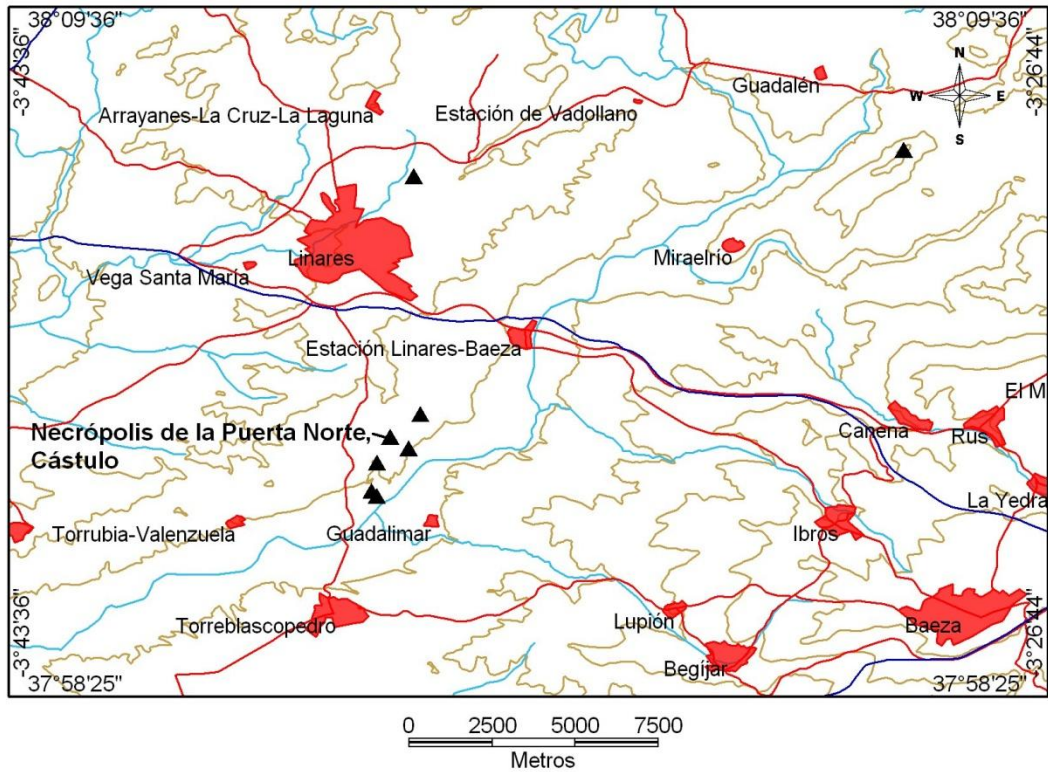 38°09'36"
38°09'36"
-3°43'36"
-3°26'44"
N
W E
S
Guadalén
Arrayanes-La Cruz-La Laguna
Estación de Vadollano
Linares
Miraelrío
Vega Santa María
Estación Linares-Baeza
El M
Necrópolis de la Puerta Norte,
Cástulo
Canena
Rus
La Yedra
Torrubia-Valenzuela
Guadalimar
Ibros
Torreblascopedro
Lupión
Baeza
Begíjar
-3°43'36"
-3°26'44"
37°58'25"
37°58'25"
0 2500 5000 7500
Metros